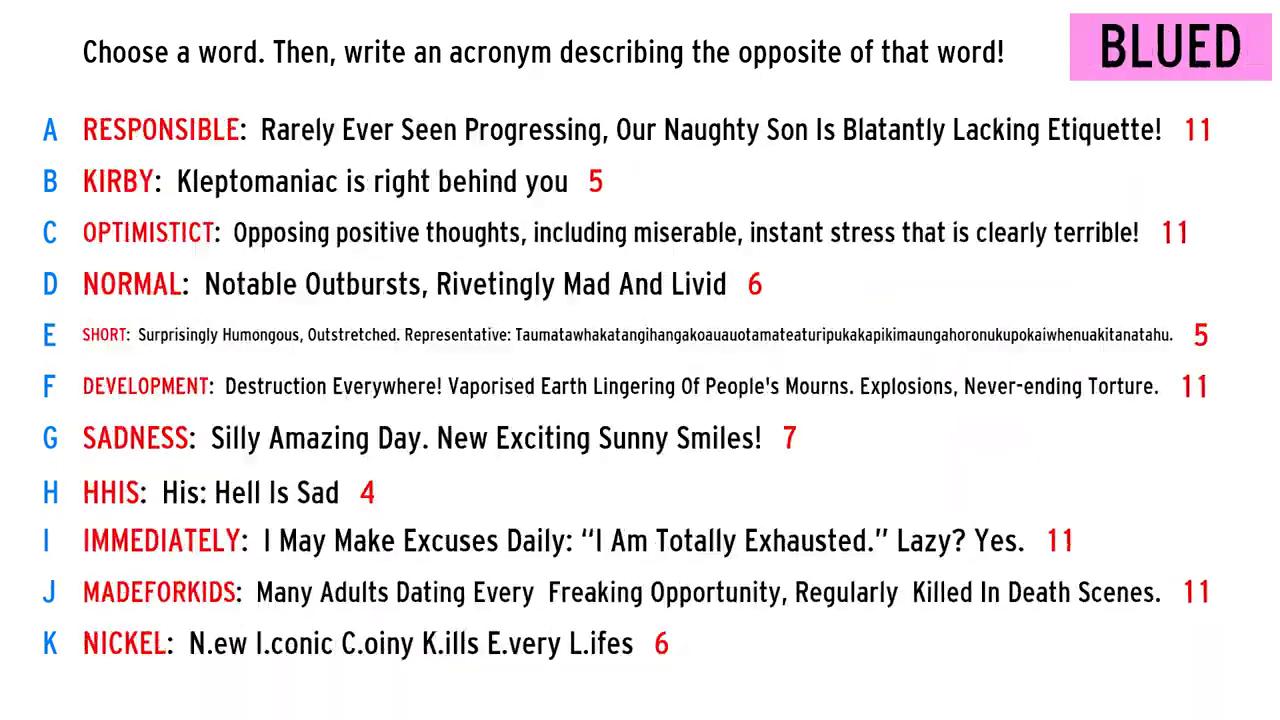 Choose a word. Then, write an acronym describing the opposite of that word!
BLUED
A RESPONSIBLE: Rarely Ever Seen Progressing, Our Naughty Son Is Blatantly Lacking Etiquette! 11
B KIRBY: Kleptomaniac is right behind you 5
C OPTIMISTICT: Opposing positive thoughts, including miserable, instant stress that is clearly terrible! 11
D NORMAL: Notable Outbursts, Rivetingly Mad And Livid 6
E SHORT: Surprisingly Humongous, Outstretched. Representative: Taumatawhakatangihangakoauauotamateaturipukakapikimaungahoronukupokaiwhenuakitanatahu. 5
F DEVELOPMENT: Destruction Everywhere! Vaporised Earth Lingering Of People's Mourns. Explosions, Never-ending Torture. 11
G SADNESS: Silly Amazing Day. New Exciting Sunny Smiles! 7
H HHIS: His: Hell Is Sad 4
I IMMEDIATELY: I May Make Excuses Daily: “I Am Totally Exhausted.” Lazy? Yes. 11
J MADEFORKIDS: Many Adults Dating Every Freaking Opportunity, Regularly Killed In Death Scenes. 11
K NICKEL: N.ew I.conic C.oiny K.ills E.very L.ifes 6